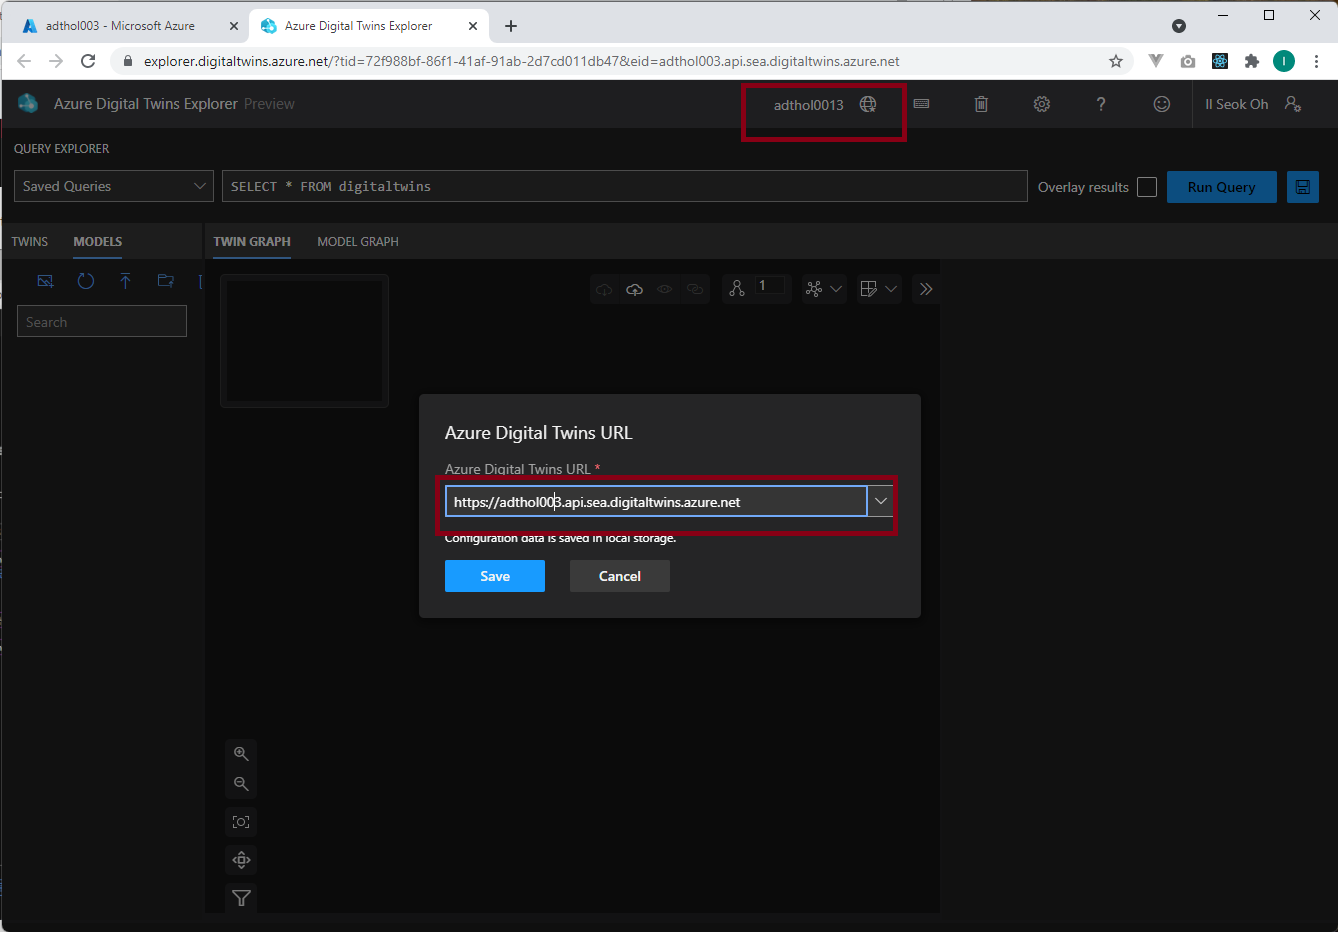 adthol003 - Microsoft Azure
Azure Digital Twins Explorer
explorer.digitaltwins.azure.net/?tid=72f988bf-86f1-41af-91ab-2d7cd011db47&eid=adthol003.api.sea.digitaltwins.azure.net
I
Azure Digital Twins Explorer Preview
adthol0013
?
Il Seok Oh
QUERY EXPLORER
Saved Queries
SELECT * FROM digitaltwins
Overlay results
Run Query
TWINS
MODELS
TWIN GRAPH
MODEL GRAPH
Search
1
Azure Digital Twins URL
Azure Digital Twins URL *
https://adthol003.api.sea.digitaltwins.azure.net
Configuration data is saved in local storage.
Save
Cancel